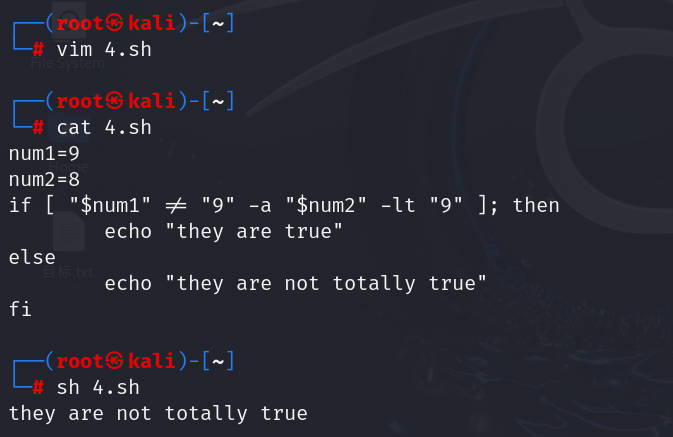 ┌──(root㉿kali)-[~]
└─# vim 4.sh
File System
┌──(root㉿kali)-[~]
└─# cat 4.sh
num1=9
Home
num2=8
if [ "$num1" != "9" -a "$num2" -lt "9" ]; then
echo "they are true"
else
目标.txt
echo "they are not totally true"
fi
┌──(root㉿kali)-[~]
└─# sh 4.sh
they are not totally true